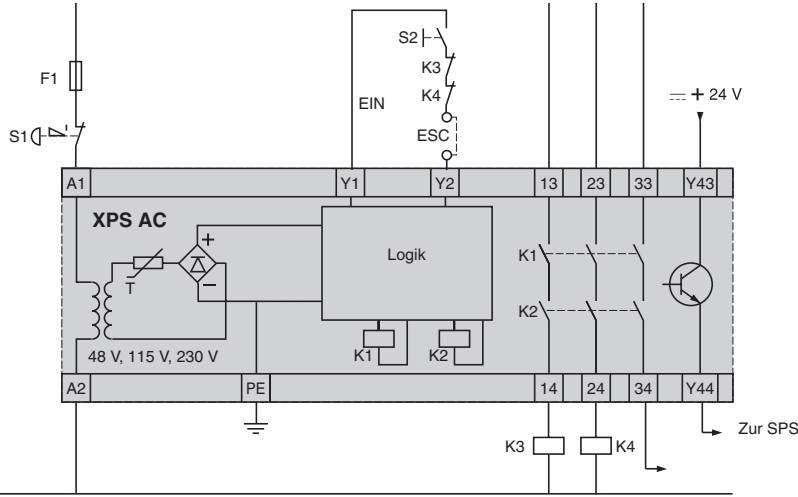 S2
K3
F1
K4
⎓ + 24 V
EIN
S1
ESC
A1
Y1
Y2
13
23
33
Y43
XPS AC
+
Logik
K1
T
−
K2
48 V, 115 V, 230 V
K1
K2
A2
PE
14
24
34
Y44
Zur SPS
K3
K4